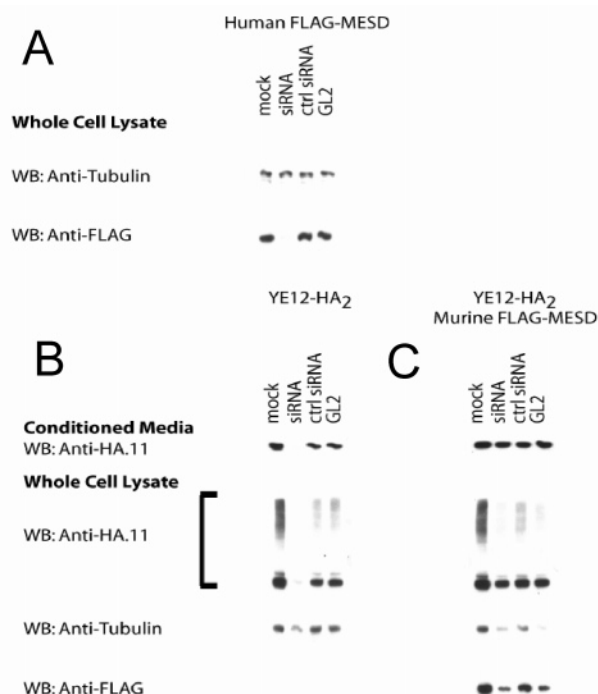 A
Human FLAG-MESD
mock
siRNA
ctrl siRNA
GL2
Whole Cell Lysate
WB: Anti-Tubulin
WB: Anti-FLAG
B
YE12-HA2
mock
siRNA
ctrl siRNA
GL2
C
YE12-HA2
Murine FLAG-MESD
mock
siRNA
ctrl siRNA
GL2
Conditioned Media
WB: Anti-HA.11
Whole Cell Lysate
WB: Anti-HA.11
WB: Anti-Tubulin
WB: Anti-FLAG